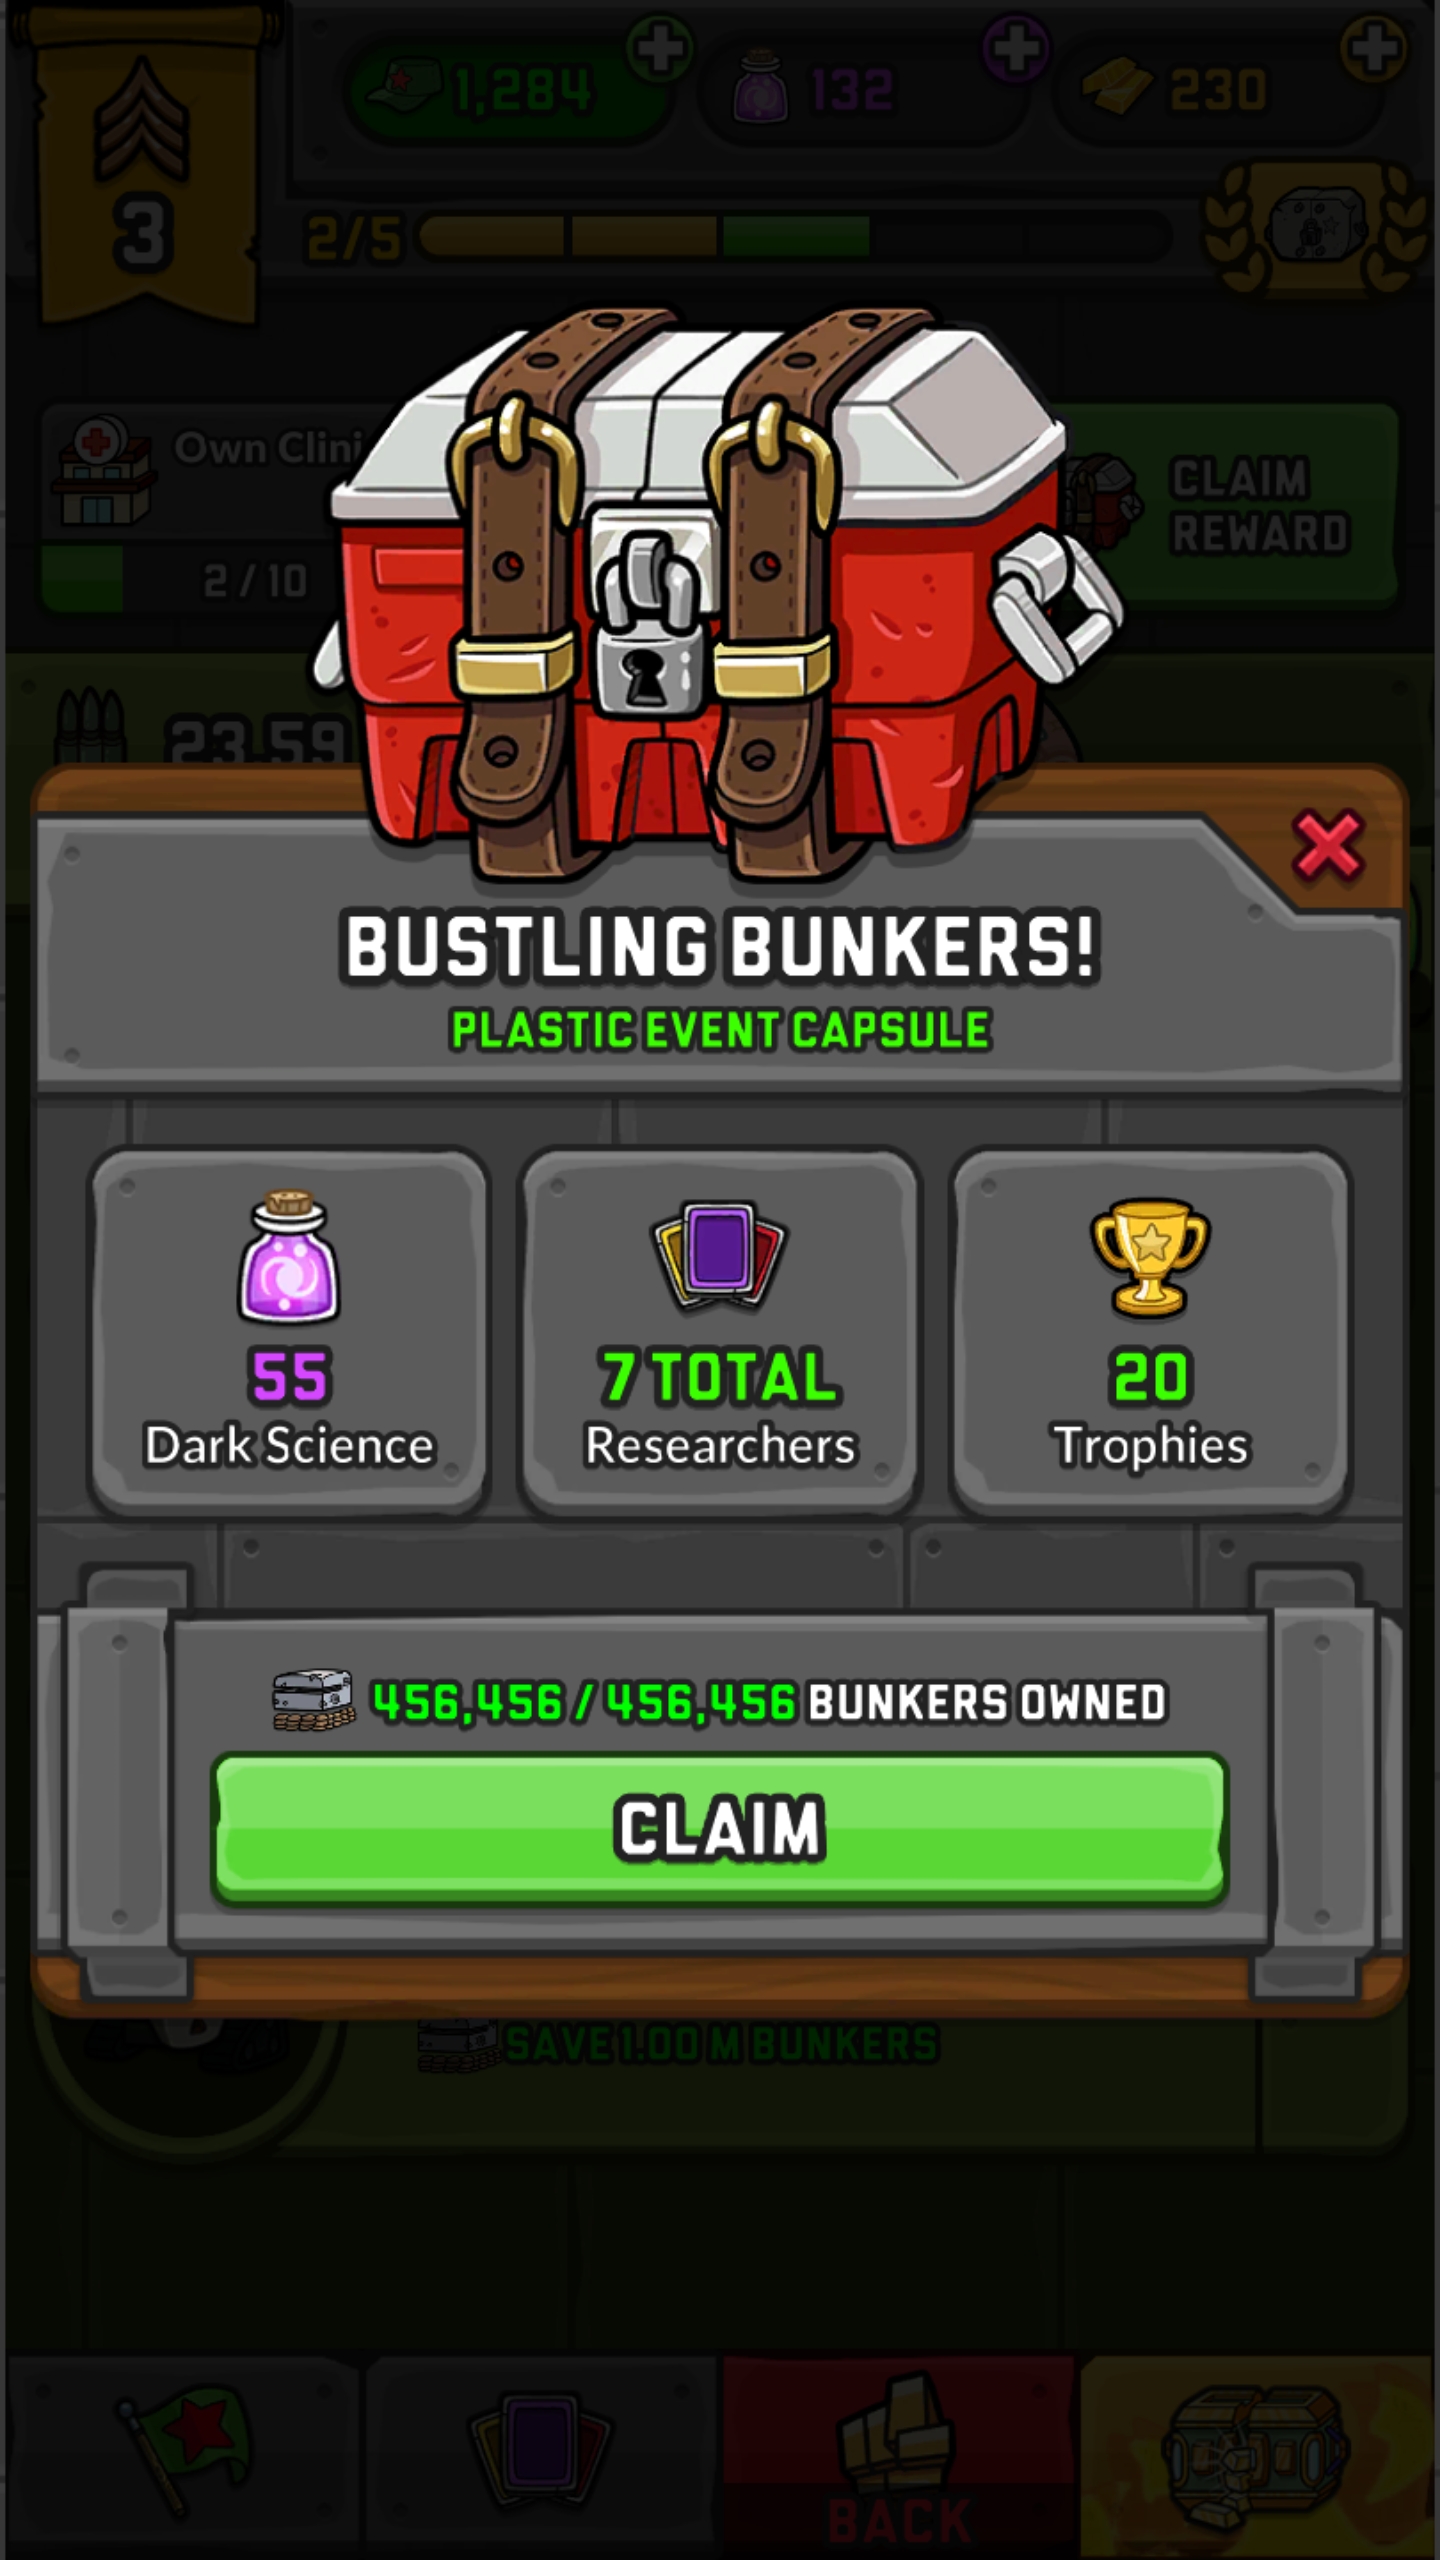 1,284
132
230
3
2/5
Own Clini
CLAIM
REWARD
2 / 10
23.59
BUSTLING BUNKERS!
PLASTIC EVENT CAPSULE
55
7 TOTAL
20
Dark Science
Researchers
Trophies
456,456 / 456,456 BUNKERS OWNED
CLAIM
SAVE 1.00 M BUNKERS
BACK